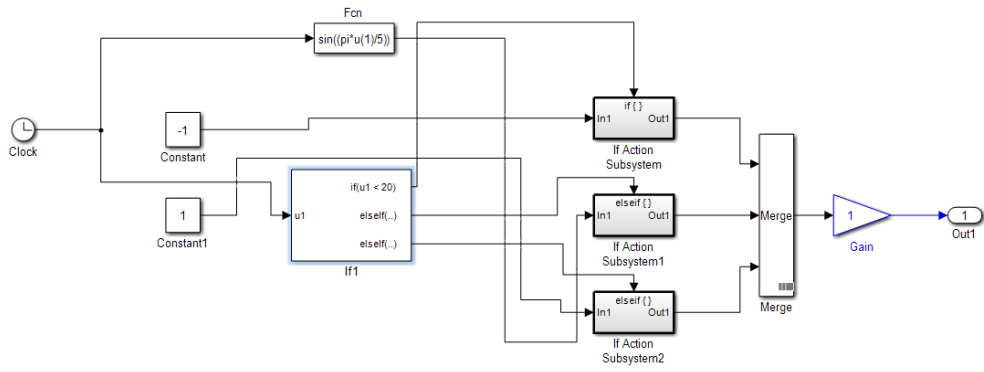 Fcn
sin((pi*u(1)/5))
Clock
-1
Constant
1
Constant1
u1
if(u1 < 20)
elseif(..)
elseif(..)
If1
if { }
In1 Out1
If Action
Subsystem
elseif { }
In1 Out1
If Action
Subsystem1
elseif { }
In1 Out1
If Action
Subsystem2
Merge
Merge
1
Gain
1
Out1